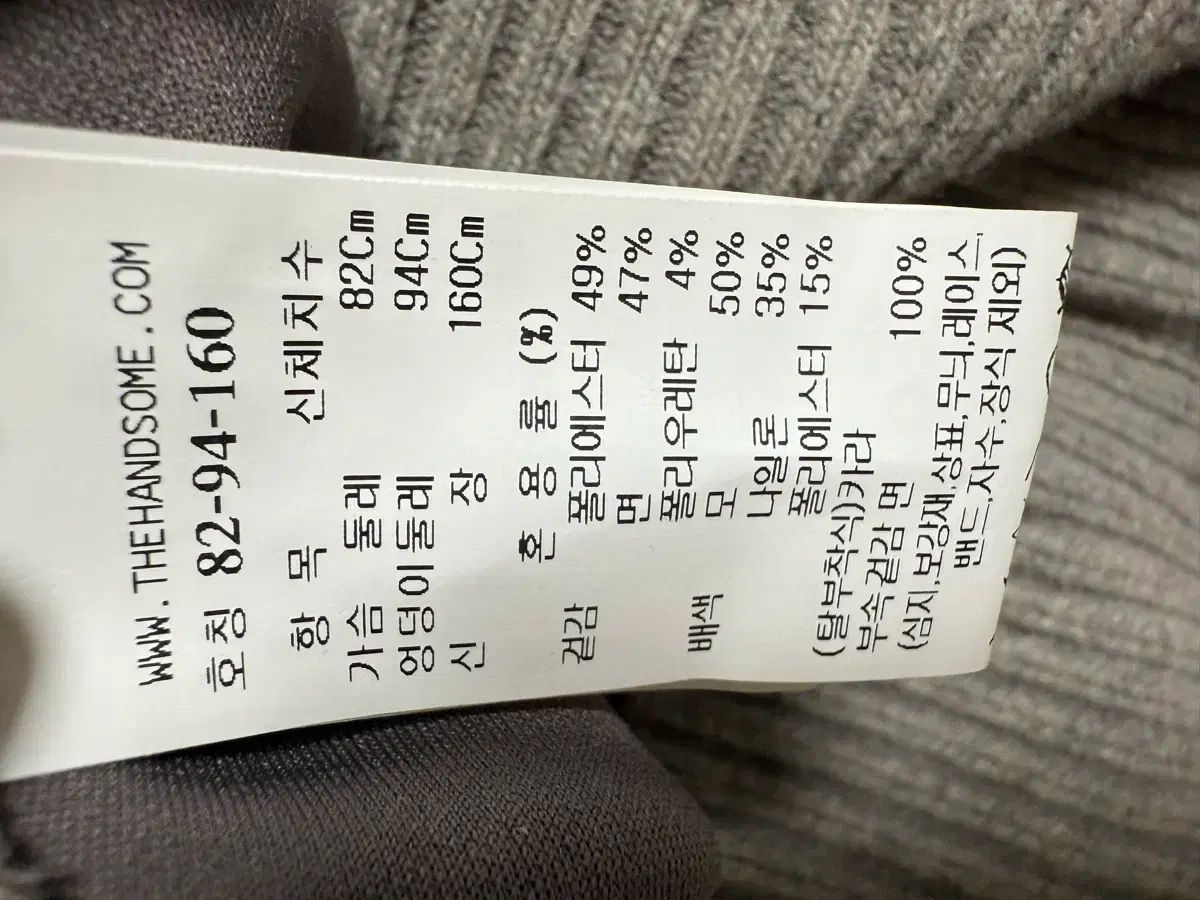 WWW.THEHANDSOME.COM
호칭 82-94-160
항 목 신체치수
가슴 둘레 82Cm
엉덩이둘레 94Cm
신 장 160Cm
혼 용 률 (%)
겉감 폴리에스터 49%
면 47%
폴리우레탄 4%
배색 모 50%
나일론 35%
폴리에스터 15%
(탈부착식)카라
부속겉감 면 100%
(심지,보강재,상표,무늬,레이스,
밴드,자수,장식 제외)